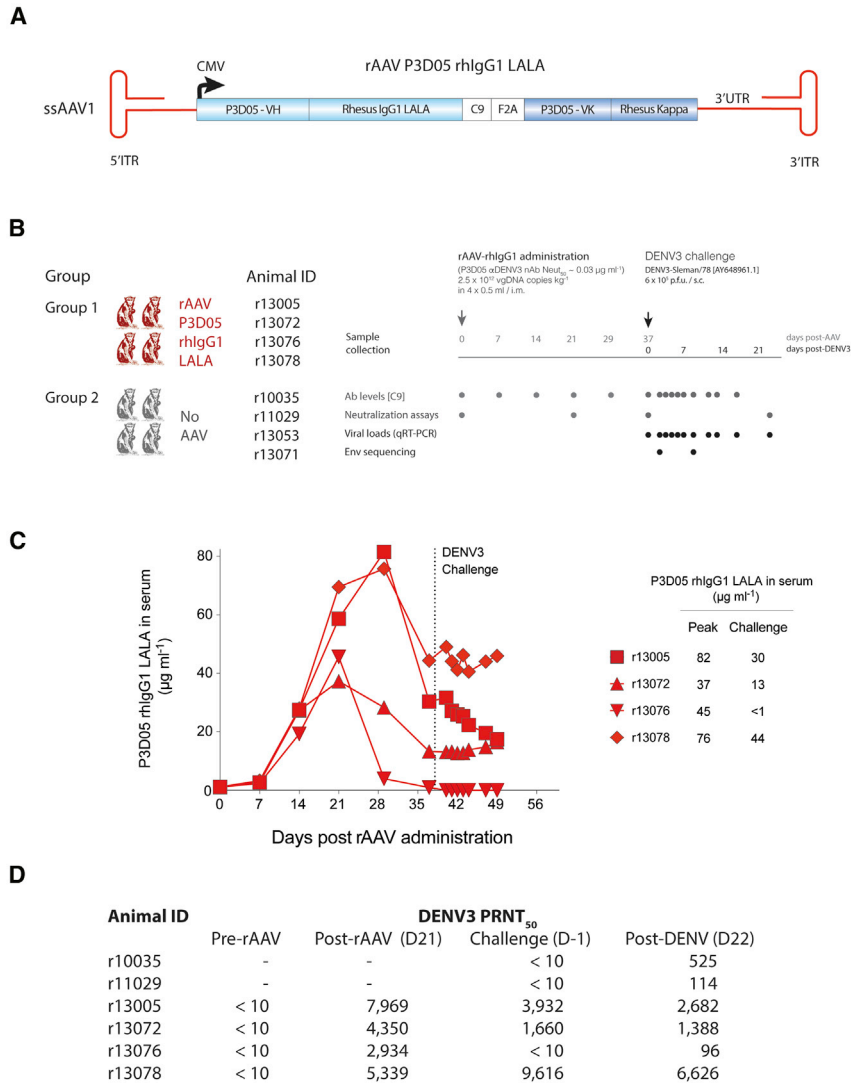 A
rAAV P3D05 rhIgG1 LALA
CMV
ssAAV1
P3D05 - VH
Rhesus IgG1 LALA
C9
F2A
P3D05 - VK
Rhesus Kappa
3'UTR
5'ITR
3'ITR
B
Group
Animal ID
Group 1
rAAV
P3D05
rhIgG1
LALA
r13005
r13072
r13076
r13078
Group 2
No
AAV
r10035
r11029
r13053
r13071
rAAV-rhIgG1 administration
(P3D05 αDENV3 nAb Neut50 ~ 0.03 µg ml-1)
2.5 x 10¹² vgDNA copies kg-1
in 4 x 0.5 ml / i.m.
DENV3 challenge
DENV3-Sleman/78 [AY648961.1]
p.f.u. / s.c.
Sample
collection
0 7 14 21 29 37 days post-AAV
0 7 14 21 days post-DENV3
Ab levels [C9]
Neutralization assays
Viral loads (qRT-PCR)
Env sequencing
C
P3D05 rhIgG1 LALA in serum
(µg ml-1)
80
60
40
20
0
0 7 14 21 28 35 42 49 56
Days post rAAV administration
DENV3
Challenge
P3D05 rhIgG1 LALA in serum
(µg ml-1)
Peak Challenge
r13005 82 30
r13072 37 13
r13076 45 <1
r13078 76 44
D
Animal ID DENV3 PRNT50
Pre-rAAV Post-rAAV (D21) Challenge (D-1) Post-DENV (D22)
r10035 - - < 10 525
r11029 - - < 10 114
r13005 < 10 7,969 3,932 2,682
r13072 < 10 4,350 1,660 1,388
r13076 < 10 2,934 < 10 96
r13078 < 10 5,339 9,616 6,626